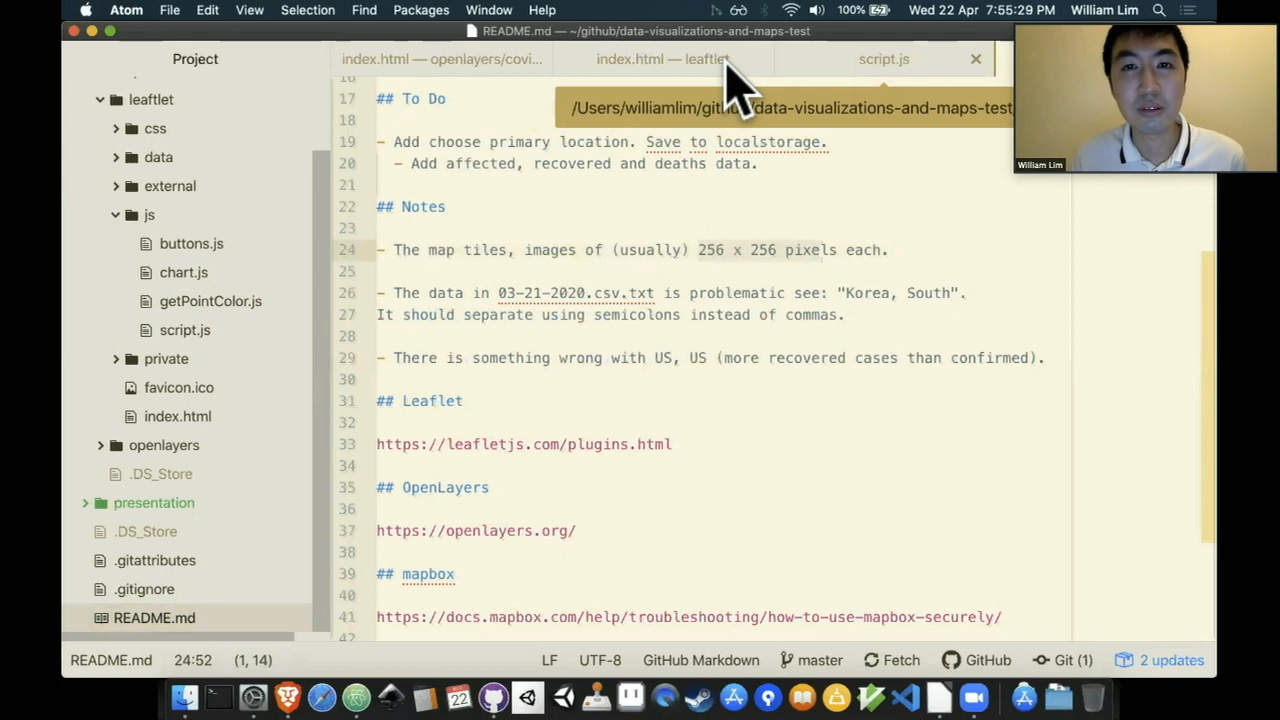 Atom File Edit View Selection Find Packages Window Help 100% Wed 22 Apr 7:55:29 PM William Lim
README.md — ~/github/data-visualizations-and-maps-test
Project
index.html — openlayers/covi...
index.html — leaflet
script.js
/Users/williamlim/github/data-visualizations-and-maps-test/
William Lim
leaftlet
css
data
external
js
buttons.js
chart.js
getPointColor.js
script.js
private
favicon.ico
index.html
openlayers
.DS_Store
presentation
.DS_Store
.gitattributes
.gitignore
README.md
16
17 ## To Do
18
19 - Add choose primary location. Save to localstorage.
20 - Add affected, recovered and deaths data.
21
22 ## Notes
23
24 - The map tiles, images of (usually) 256 x 256 pixels each.
25
26 - The data in 03-21-2020.csv.txt is problematic see: "Korea, South".
27 It should separate using semicolons instead of commas.
28
29 - There is something wrong with US, US (more recovered cases than confirmed).
30
31 ## Leaflet
32
33 https://leafletjs.com/plugins.html
34
35 ## OpenLayers
36
37 https://openlayers.org/
38
39 ## mapbox
40
41 https://docs.mapbox.com/help/troubleshooting/how-to-use-mapbox-securely/
42
README.md 24:52 (1, 14) LF UTF-8 GitHub Markdown master Fetch GitHub Git (1) 2 updates
22